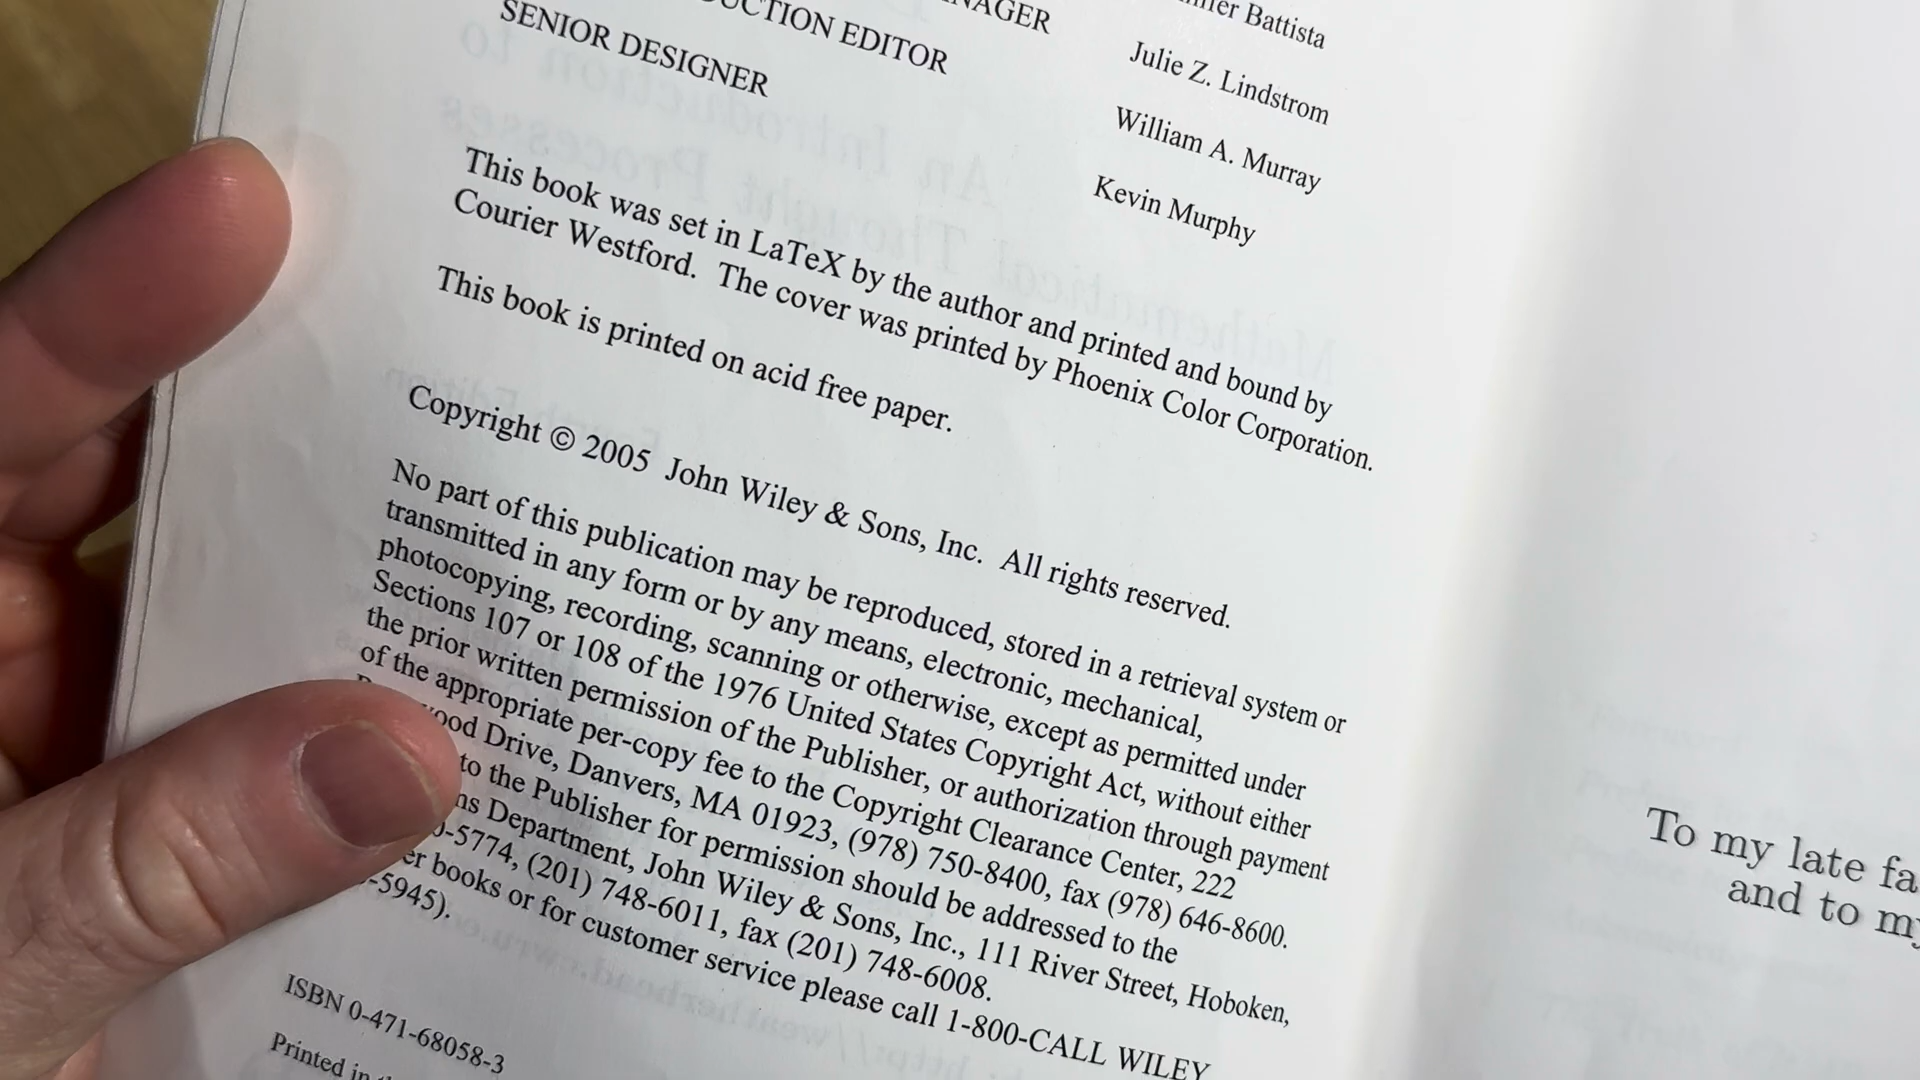 Battista
Julie Z. Lindstrom
EDITOR
William A. Murray
SENIOR DESIGNER
Kevin Murphy
This book was set in LaTeX by the author and printed and bound by
Courier Westford. The cover was printed by Phoenix Color Corporation.
This book is printed on acid free paper.
Copyright © 2005 John Wiley & Sons, Inc. All rights reserved.
No part of this publication may be reproduced, stored in a retrieval system or
transmitted in any form or by any means, electronic, mechanical,
photocopying, recording, scanning or otherwise, except as permitted under
Sections 107 or 108 of the 1976 United States Copyright Act, without either
the prior written permission of the Publisher, or authorization through payment
of the appropriate per-copy fee to the Copyright Clearance Center, 222
Drive, Danvers, MA 01923, (978) 750-8400, fax (978) 646-8600.
to the Publisher for permission should be addressed to the
Department, John Wiley & Sons, Inc., 111 River Street, Hoboken,
-5774, (201) 748-6011, fax (201) 748-6008.
books or for customer service please call 1-800-CALL WILEY
-5945).
ISBN 0-471-68058-3
Printed in
To my late
and to